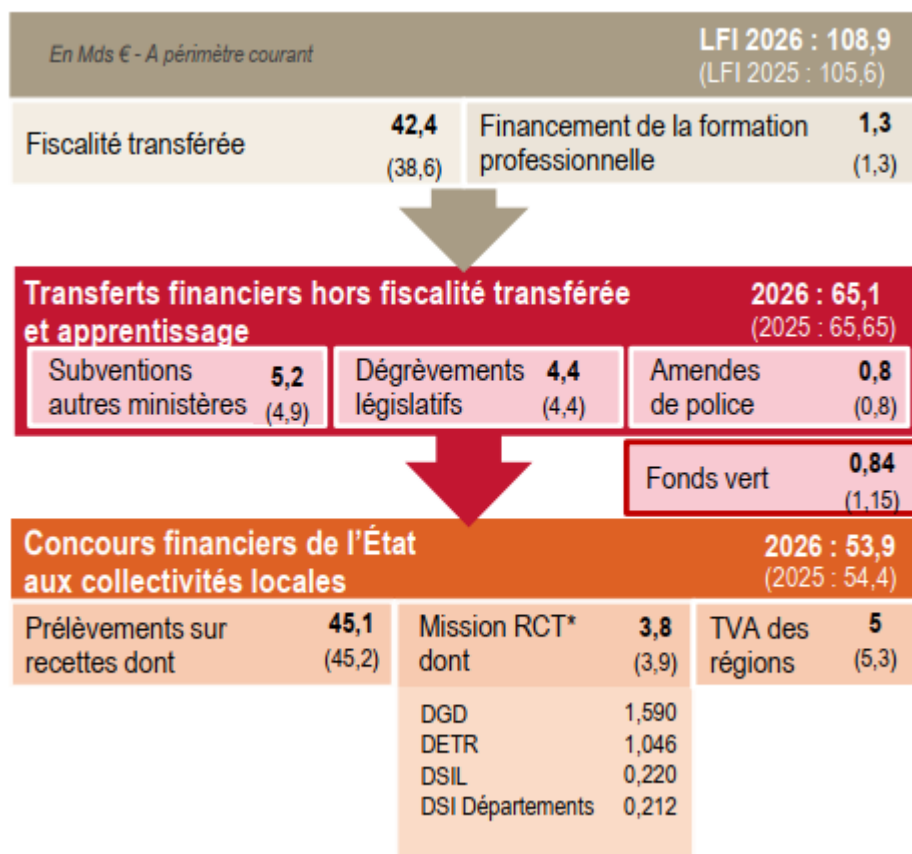 En Mds € - A périmètre courant
LFI 2026 : 108,9
(LFI 2025 : 105,6)
Fiscalité transférée
42,4
(38,6)
Financement de la formation
professionnelle
1,3
(1,3)
Transferts financiers hors fiscalité transférée
et apprentissage
2026 : 65,1
(2025 : 65,65)
Subventions
autres ministères
5,2
(4,9)
Dégrèvements
législatifs
4,4
(4,4)
Amendes
de police
0,8
(0,8)
Fonds vert
0,84
(1,15)
Concours financiers de l'État
aux collectivités locales
2026 : 53,9
(2025 : 54,4)
Prélèvements sur
recettes dont
45,1
(45,2)
Mission RCT*
dont
3,8
(3,9)
TVA des
régions
5
(5,3)
DGD 1,590
DETR 1,046
DSIL 0,220
DSI Départements 0,212